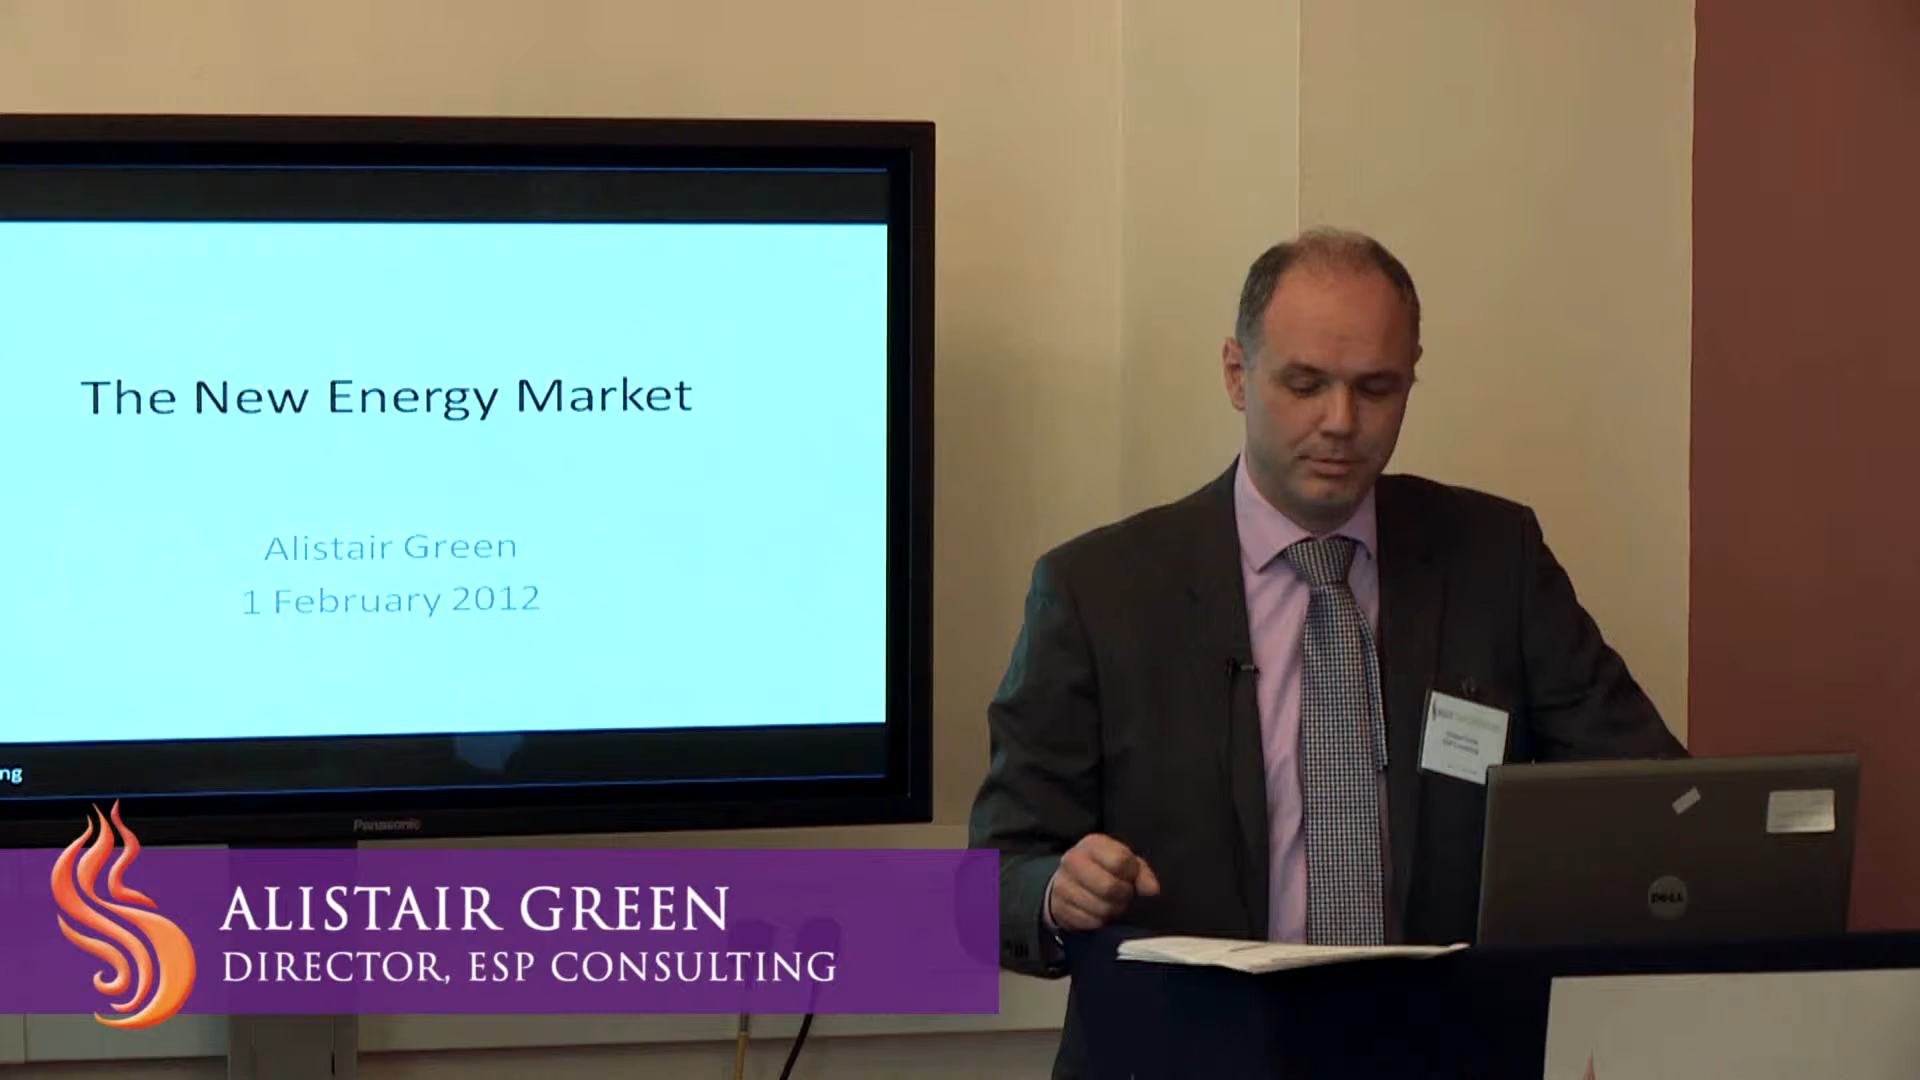 The New Energy Market
Alistair Green
1 February 2012
ng
Panasonic
ALISTAIR GREEN
DIRECTOR, ESP CONSULTING
DELL